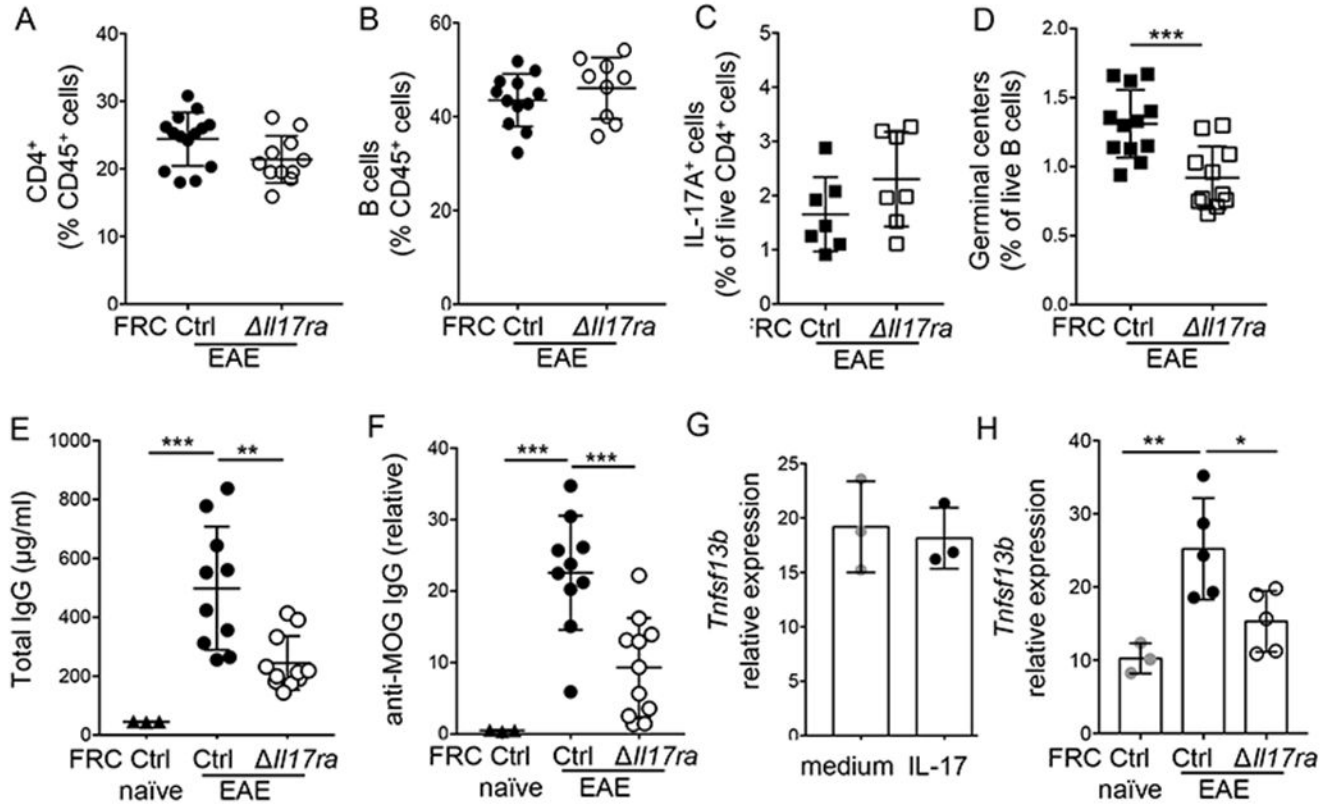 A
CD4⁺
(% CD45⁺ cells)
40
30
20
10
0
FRC Ctrl ΔIl17ra
EAE
B
B cells
(% CD45⁺ cells)
60
40
20
0
FRC Ctrl ΔIl17ra
EAE
C
IL-17A⁺ cells
(% of live CD4⁺ cells)
5
4
3
2
1
0
FRC Ctrl ΔIl17ra
EAE
D
Germinal centers
(% of live B cells)
2.0
1.5
1.0
0.5
0.0
***
FRC Ctrl ΔIl17ra
EAE
E
Total IgG (µg/ml)
1000
800
600
400
200
0
*** **
FRC Ctrl Ctrl ΔIl17ra
naïve EAE
F
anti-MOG IgG (relative)
40
30
20
10
0
*** ***
FRC Ctrl Ctrl ΔIl17ra
naïve EAE
G
Tnfsf13b
relative expression
25
20
15
10
5
0
medium IL-17
H
Tnfsf13b
relative expression
40
30
20
10
0
** *
FRC Ctrl Ctrl ΔIl17ra
naïve EAE